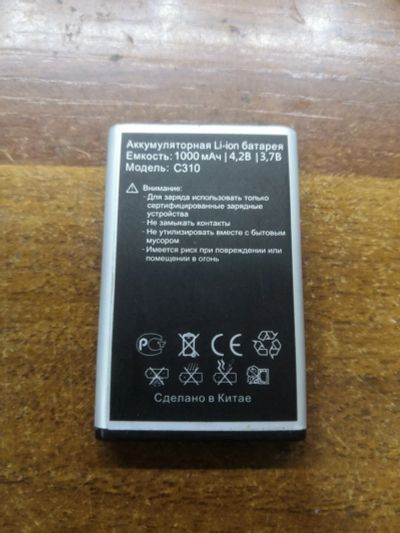 Аккумуляторная Li-ion батарея
Емкость: 1000 мАч | 4,2В | 3,7В
Модель: C310
Внимание:
- Для заряда использовать только
сертифицированные зарядные
устройства
- Не замыкать контакты
- Не утилизировать вместе с бытовым
мусором
- Имеется риск при повреждении или
помещении в огонь
Сделано в Китае